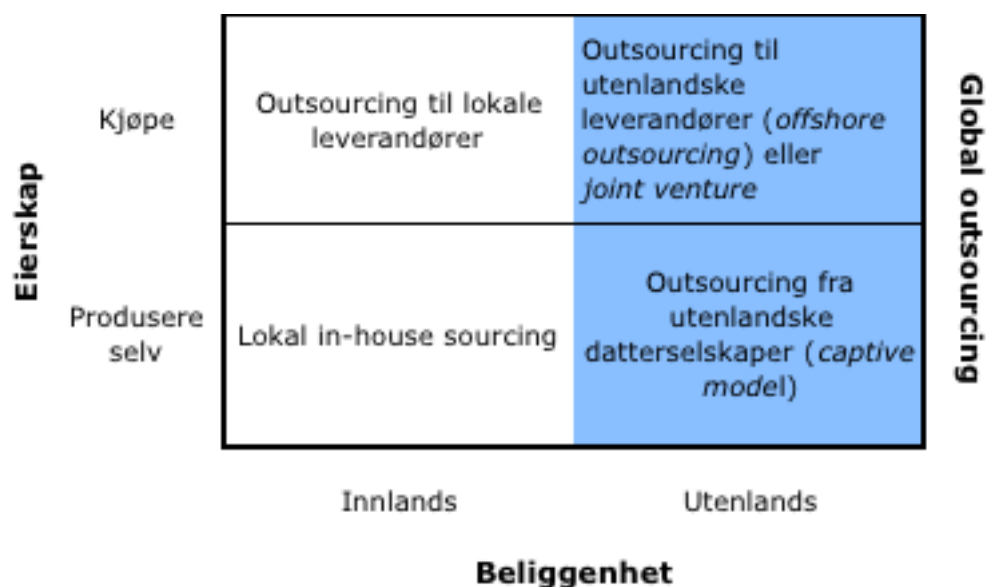 Eierskap
Kjøpe
Outsourcing til lokale
leverandører
Outsourcing til
utenlandske
leverandører (offshore
outsourcing) eller
joint venture
Global outsourcing
Produsere
selv
Lokal in-house sourcing
Outsourcing fra
utenlandske
datterselskaper (captive
model)
Innlands
Utenlands
Beliggenhet